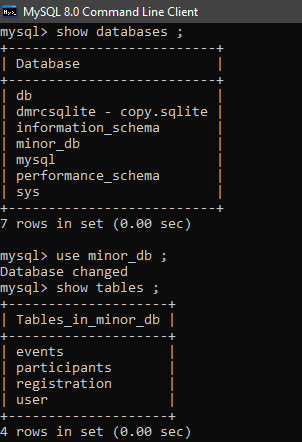 MySQL 8.0 Command Line Client
mysql> show databases ;
+--------------------------+
| Database                 |
+--------------------------+
| db                       |
| dmrcsqlite - copy.sqlite |
| information_schema       |
| minor_db                 |
| mysql                    |
| performance_schema       |
| sys                      |
+--------------------------+
7 rows in set (0.00 sec)
mysql> use minor_db ;
Database changed
mysql> show tables ;
+--------------------+
| Tables_in_minor_db |
+--------------------+
| events             |
| participants       |
| registration       |
| user               |
+--------------------+
4 rows in set (0.00 sec)